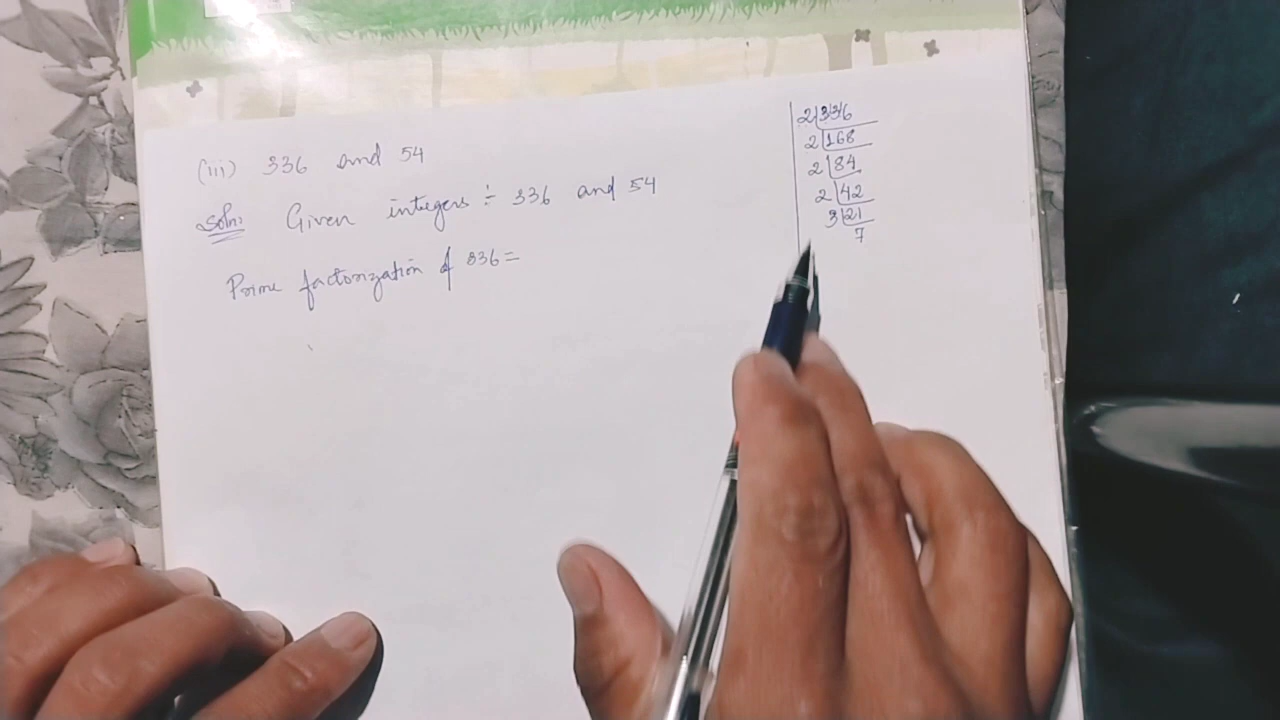 (iii) 336 and 54
Soln: Given integers ÷ 336 and 54
Prime factorization of 336 =
2|336
2|168
2|84
2|42
3|21
7